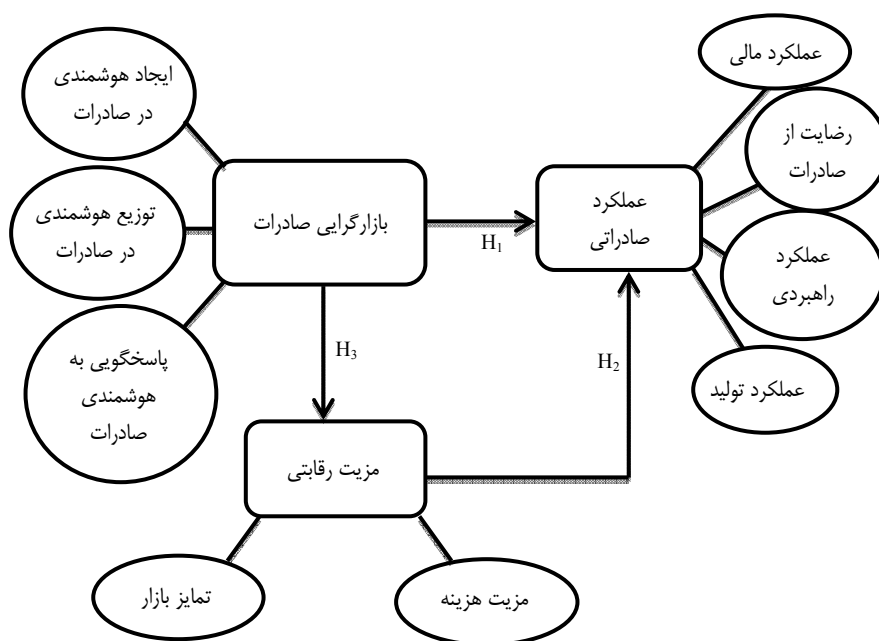 عملکرد مالی
ایجاد هوشمندی
در صادرات
رضایت از
صادرات
بازارگرایی صادرات
عملکرد
صادراتی
توزیع هوشمندی
در صادرات
H1
عملکرد
راهبردی
پاسخگویی به
هوشمندی
صادرات
H3
H2
عملکرد تولید
مزیت رقابتی
تمایز بازار
مزیت هزینه